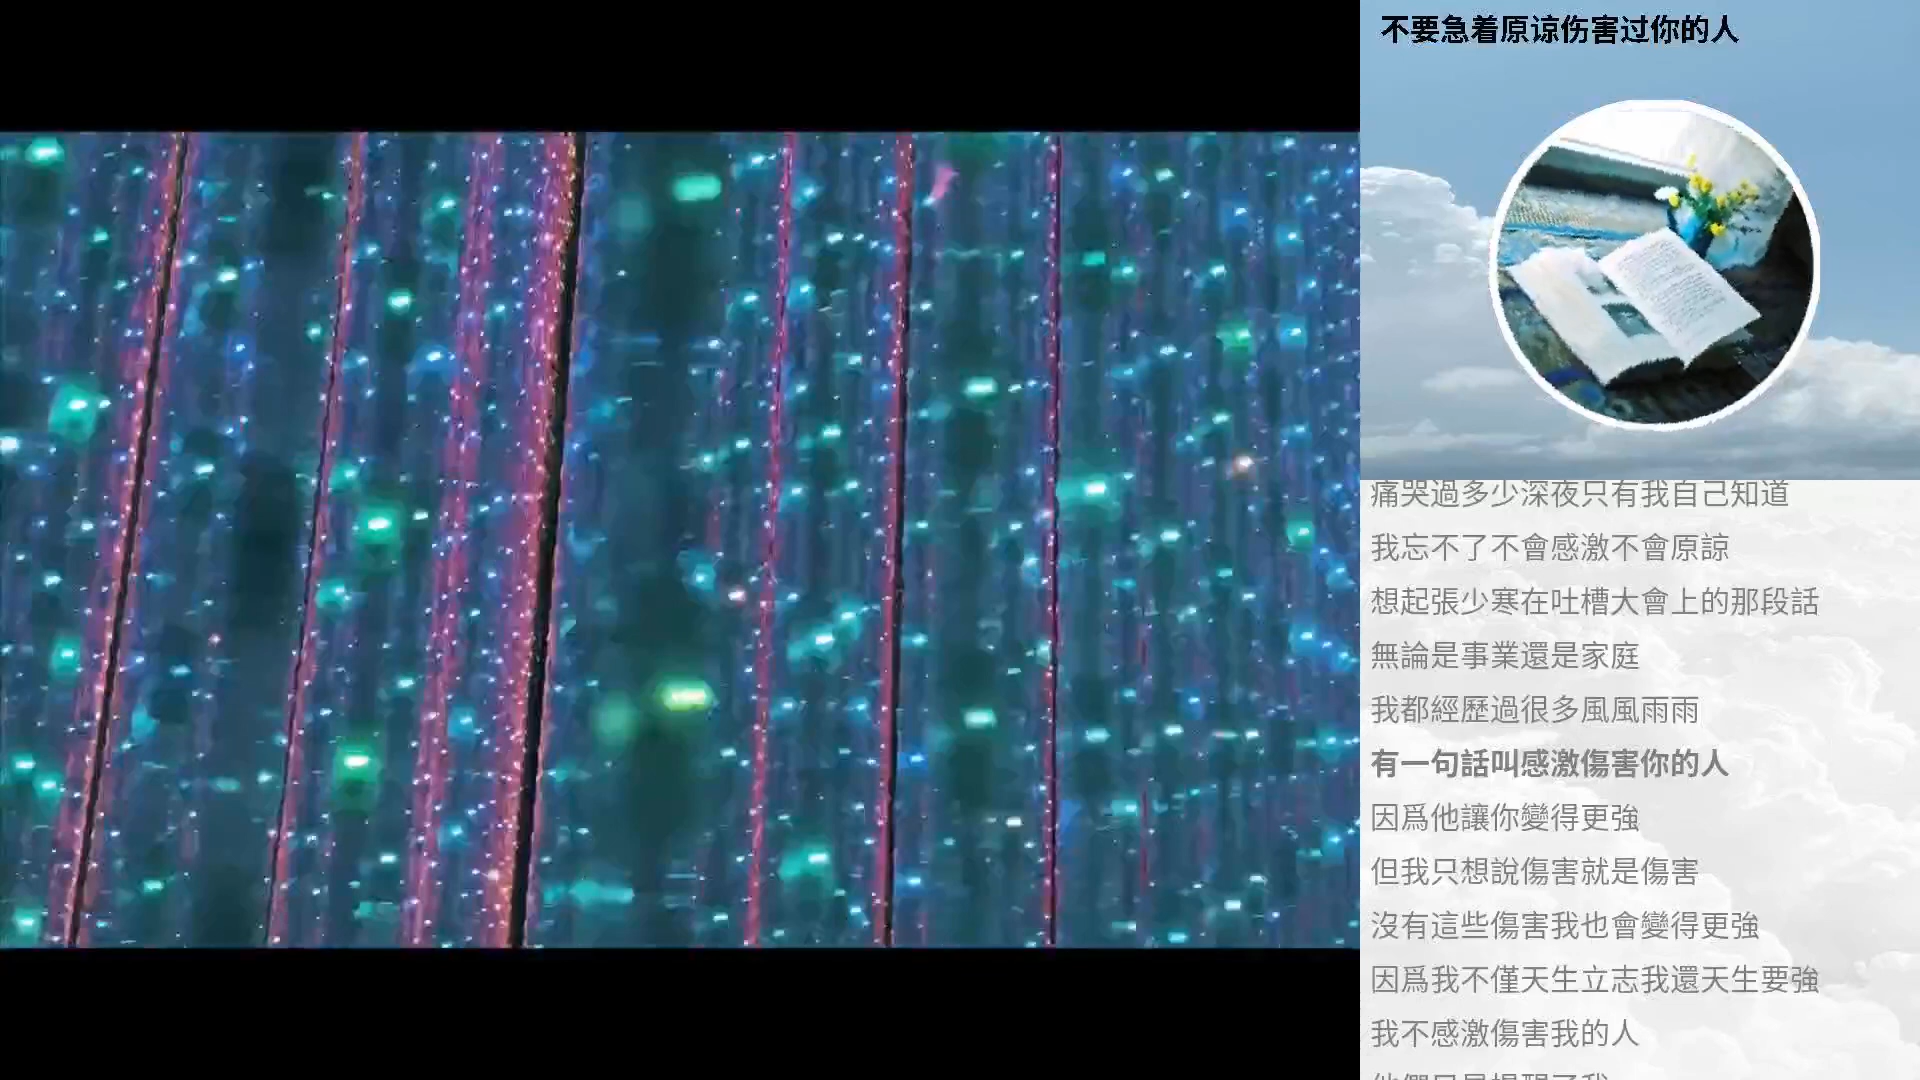 不要急着原谅伤害过你的人
痛哭過多少深夜只有我自己知道
我忘不了不會感激不會原諒
想起張少寒在吐槽大會上的那段話
無論是事業還是家庭
我都經歷過很多風風雨雨
有一句話叫感激傷害你的人
因爲他讓你變得更強
但我只想說傷害就是傷害
沒有這些傷害我也會變得更強
因爲我不僅天生立志我還天生要強
我不感激傷害我的人